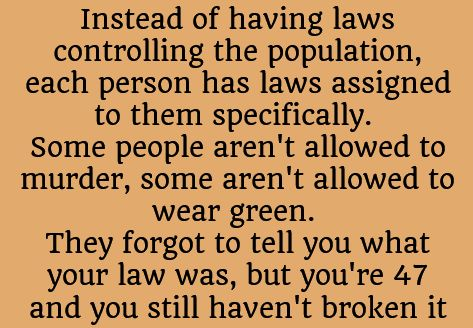 Instead of having laws
controlling the population,
each person has laws assigned
to them specifically.
Some people aren't allowed to
murder, some aren't allowed to
wear green.
They forgot to tell you what
your law was, but you're 47
and you still haven't broken it